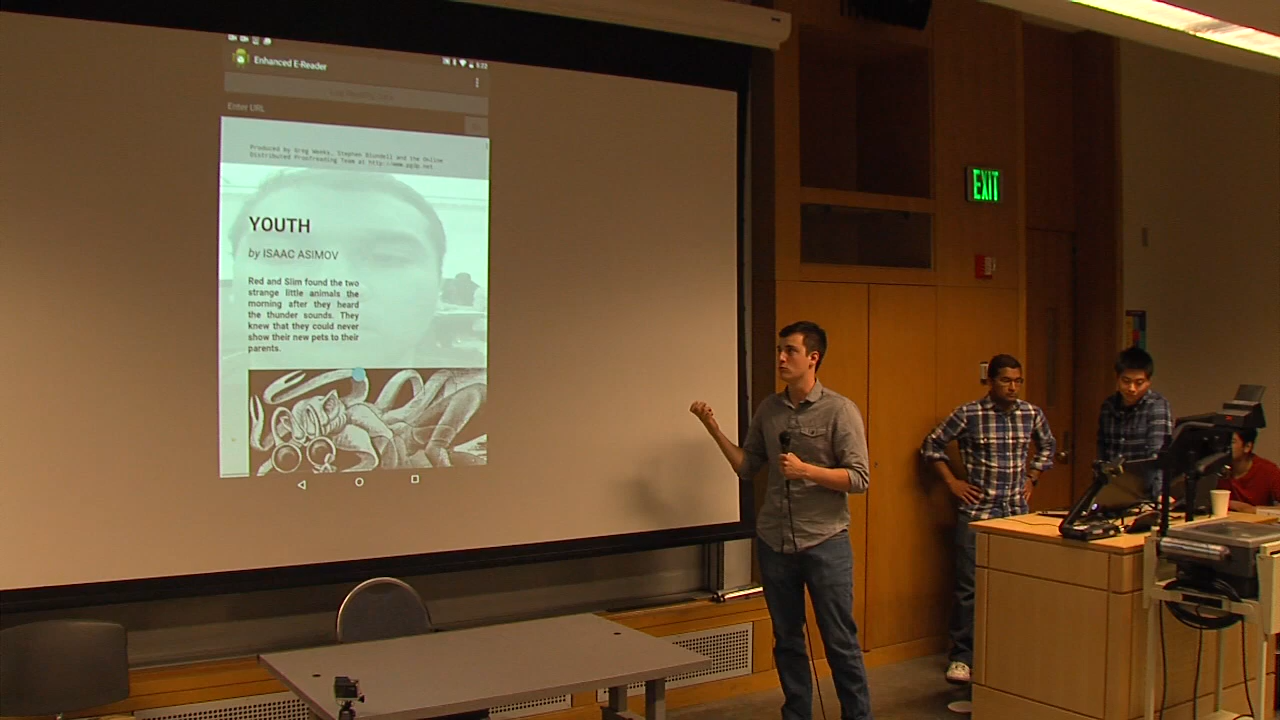 Enhanced E-Reader
5:22
Enter URL
Produced by Greg Weeks, Stephen Blundell and the Online
Distributed Proofreading Team at http://www.pgdp.net.
YOUTH
by ISAAC ASIMOV
Red and Slim found the two
strange little animals the
morning after they heard
the thunder sounds. They
knew that they could never
show their new pets to their
parents.
EXIT